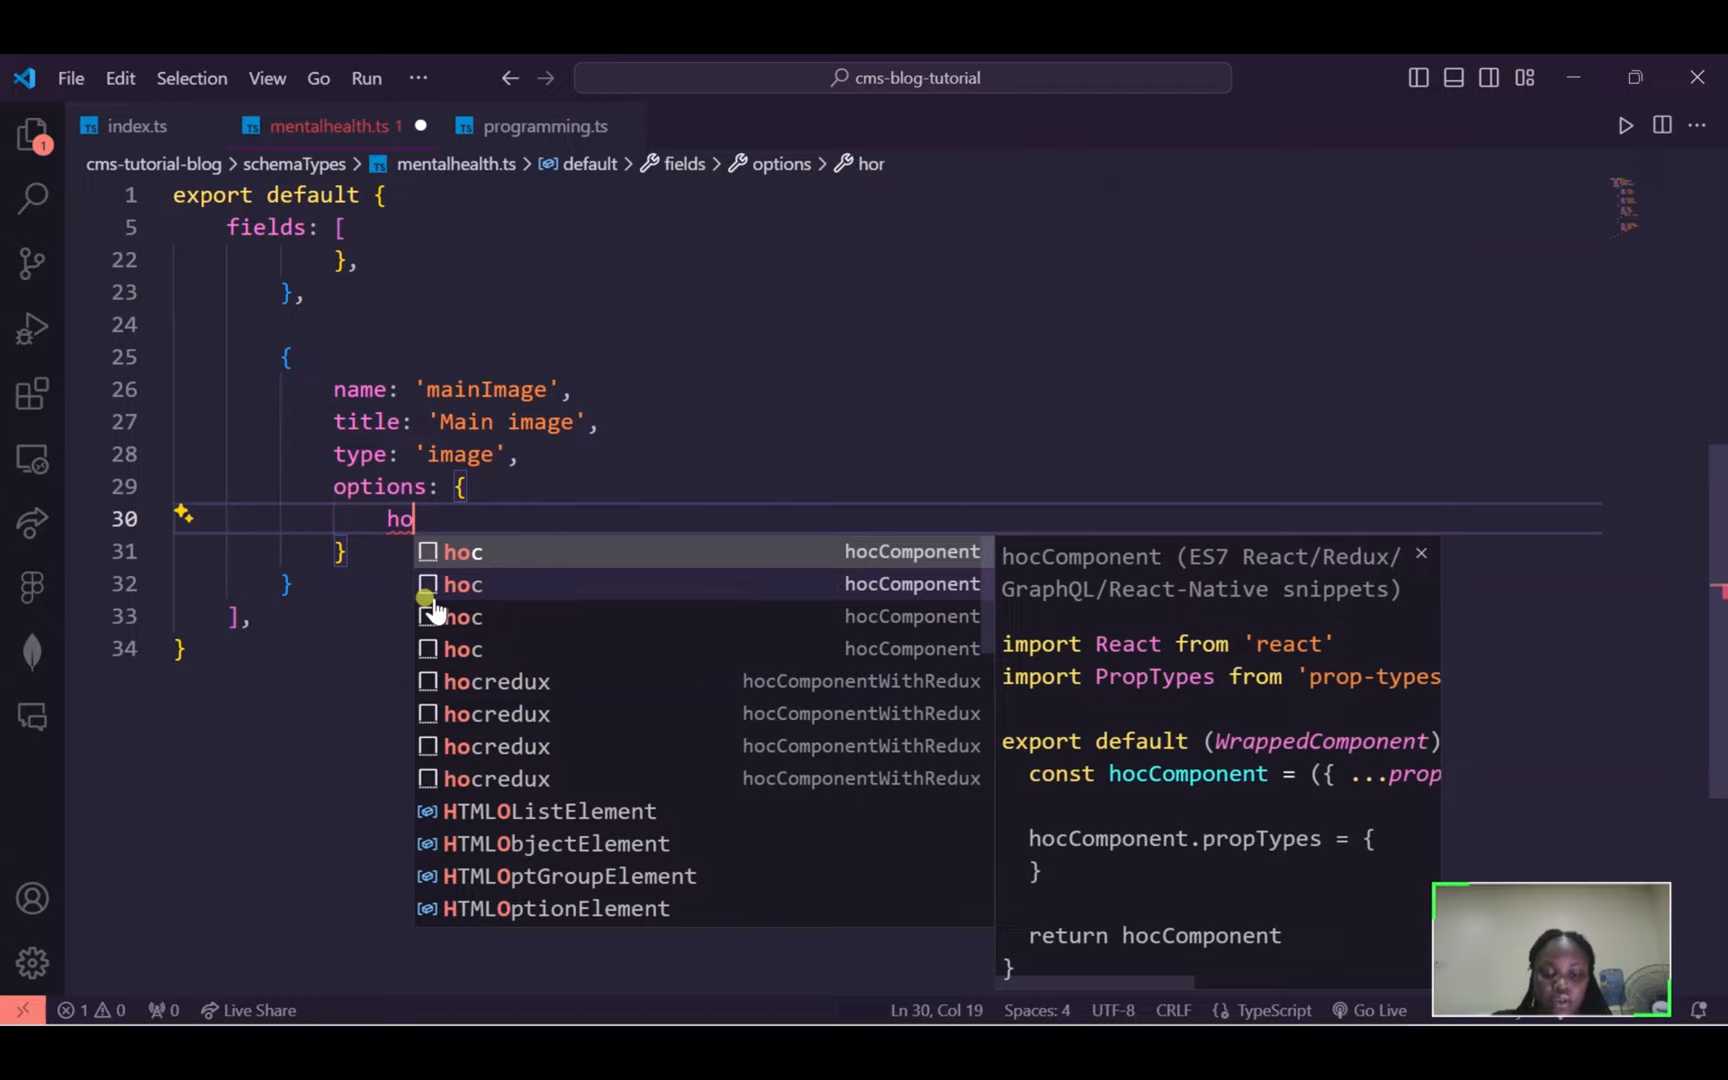 File Edit Selection View Go Run ··· cms-blog-tutorial
index.ts mentalhealth.ts 1 programming.ts
cms-tutorial-blog > schemaTypes > mentalhealth.ts > default > fields > options > hor
1 export default {
5 fields: [
22 },
23 },
24
25 {
26 name: 'mainImage',
27 title: 'Main image',
28 type: 'image',
29 options: {
30 ho
31 }
32 }
33 ],
34 }
hoc hocComponent
hoc hocComponent
hoc hocComponent
hoc hocComponent
hocredux hocComponentWithRedux
hocredux hocComponentWithRedux
hocredux hocComponentWithRedux
hocredux hocComponentWithRedux
HTMLOListElement
HTMLObjectElement
HTMLOptGroupElement
HTMLOptionElement
hocComponent (ES7 React/Redux/
GraphQL/React-Native snippets)
import React from 'react'
import PropTypes from 'prop-types
export default (WrappedComponent)
const hocComponent = ({ ...prop
hocComponent.propTypes = {
}
return hocComponent
}
1
1 0 0 Live Share Ln 30, Col 19 Spaces: 4 UTF-8 CRLF {} TypeScript Go Live